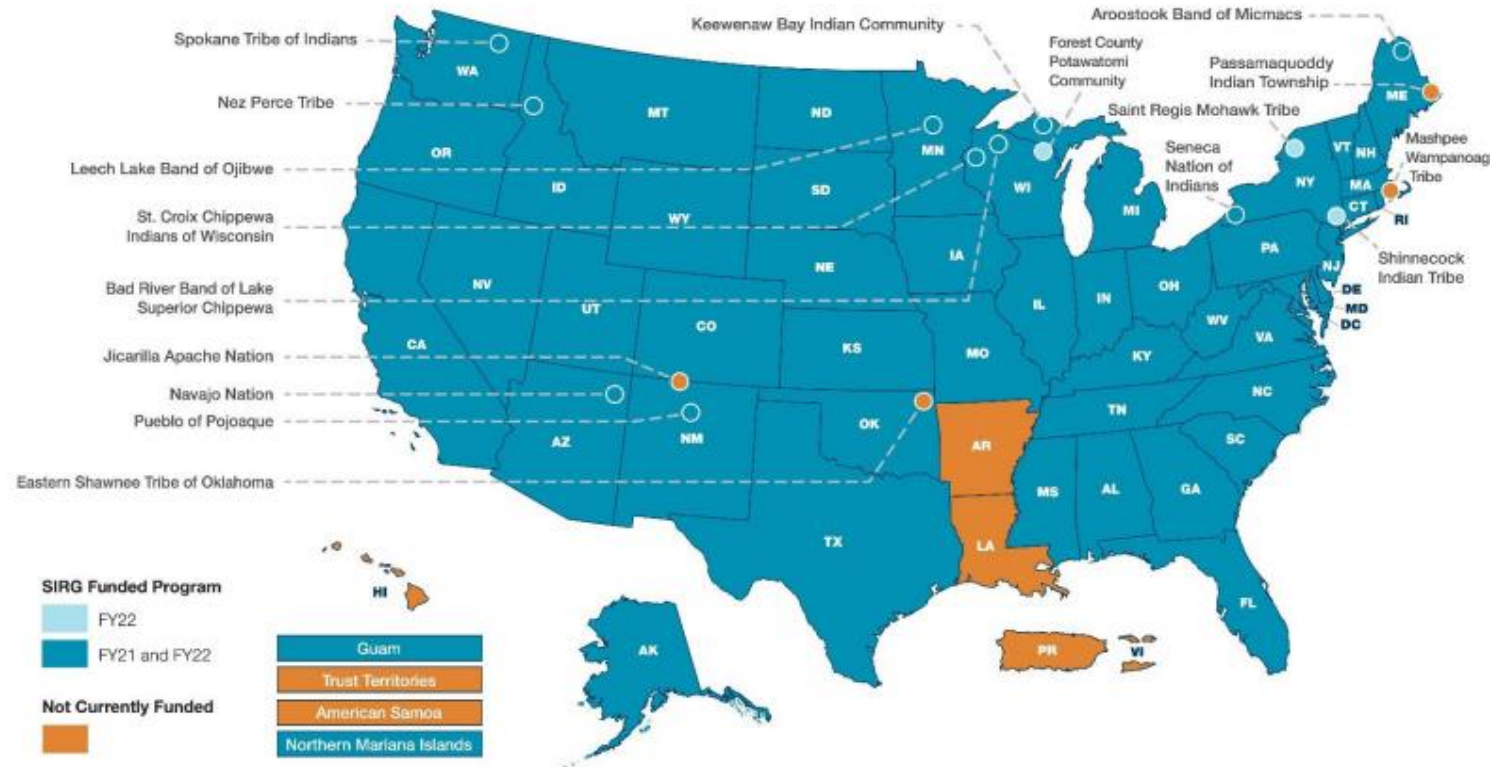 Keewenaw Bay Indian Community
Aroostook Band of Micmacs
Spokane Tribe of Indians
Forest County
Potawatomi
Community
Passamaquoddy
Indian Township
Nez Perce Tribe
Saint Regis Mohawk Tribe
Leech Lake Band of Ojibwe
Seneca
Nation of
Indians
Mashpee
Wampanoag
Tribe
St. Croix Chippewa
Indians of Wisconsin
Shinnecock
Indian Tribe
Bad River Band of Lake
Superior Chippewa
Jicarilla Apache Nation
Navajo Nation
Pueblo of Pojoaque
Eastern Shawnee Tribe of Oklahoma
WA
MT
ND
MN
ME
OR
ID
SD
WI
MI
NY
VT
NH
MA
CT
RI
WY
IA
NE
PA
NJ
DE
MD
DC
NV
UT
CO
KS
MO
IL
IN
OH
WV
VA
KY
CA
AZ
NM
OK
AR
TN
NC
SC
MS
AL
GA
TX
LA
FL
HI
AK
PR
VI
SIRG Funded Program
FY22
FY21 and FY22
Not Currently Funded
Guam
Trust Territories
American Samoa
Northern Mariana Islands